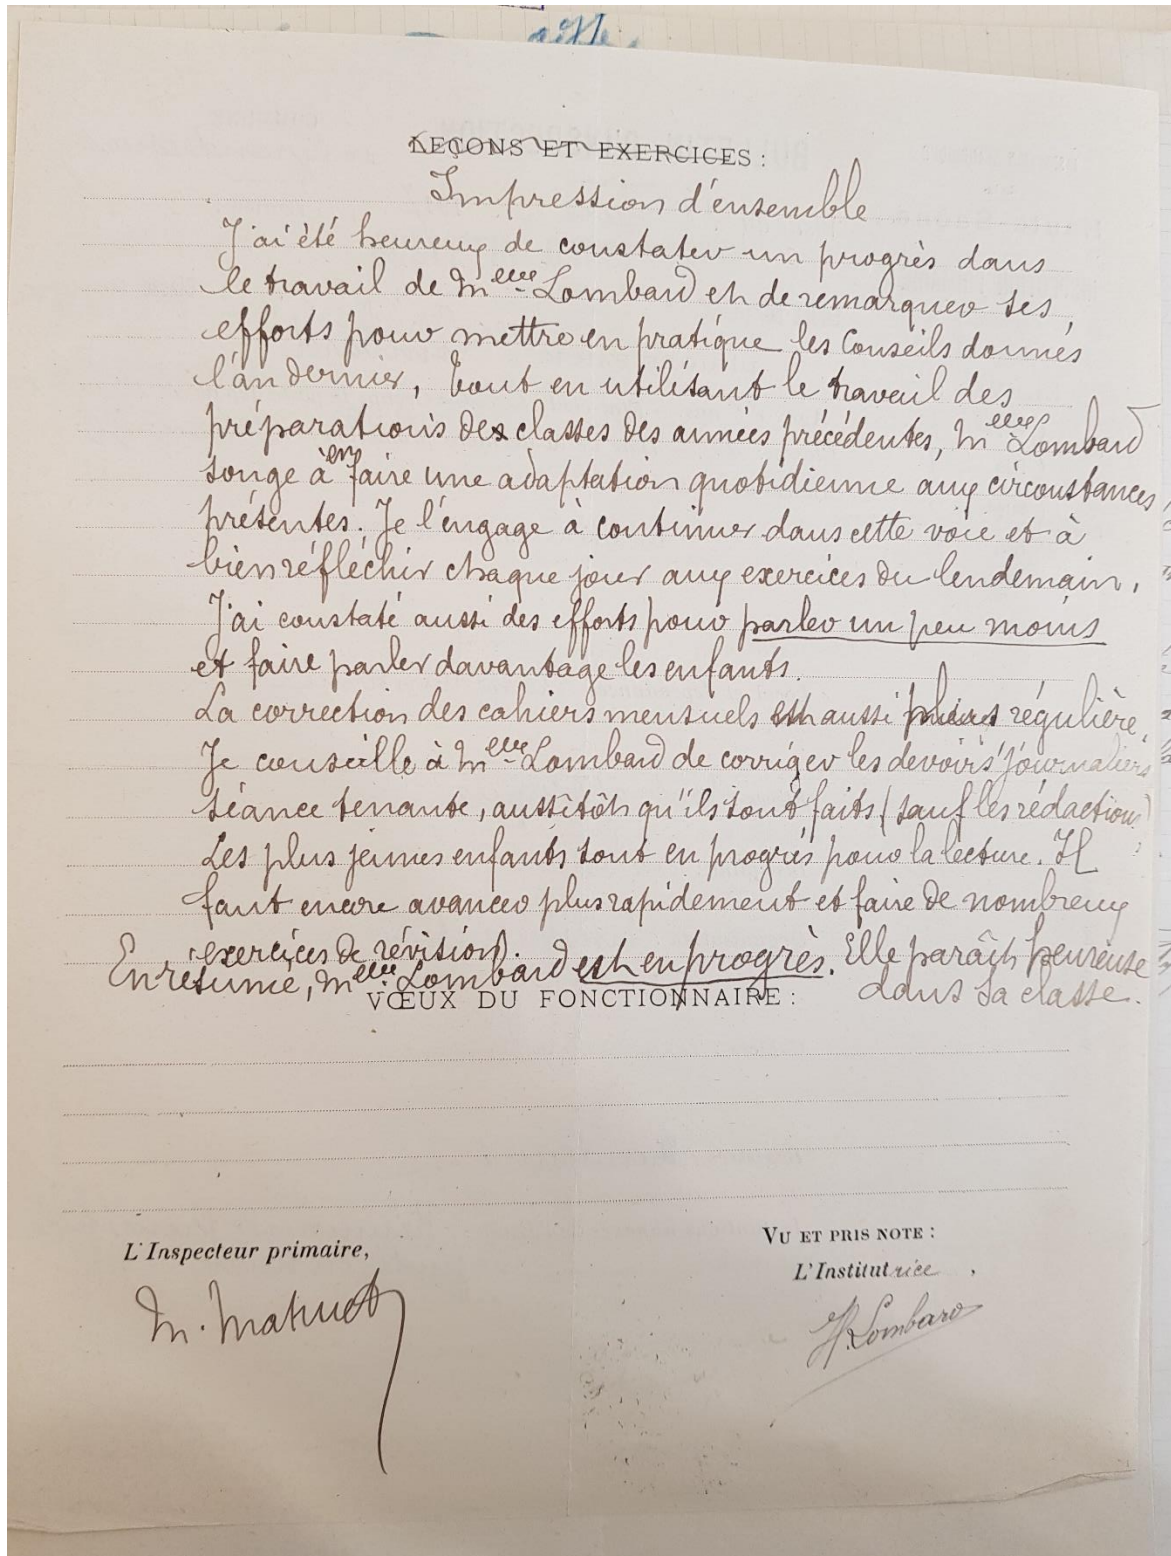 LEÇONS ET EXERCICES :
Impression d'ensemble
J'ai été heureux de constater un progrès dans
le travail de Melle Lombard et de remarquer ses
efforts pour mettre en pratique les Conseils donnés
l'an dernier, Tout en utilisant le travail des
préparations des classes des années précédentes, Melle Lombard
songe à en faire une adaptation quotidienne aux circonstances
présentes. Je l'engage à continuer dans cette voie et à
bien réfléchir chaque jour aux exercices du lendemain.
J'ai constaté aussi des efforts pour parler un peu moins
et faire parler davantage les enfants.
La correction des cahiers mensuels est aussi plus régulière.
Je conseille à Melle Lombard de corriger les devoirs journaliers
séance tenante, aussitôt qu'ils sont faits (sauf les rédactions)
Les plus jeunes enfants sont en progrès pour la lecture. Il
faut encore avancer plus rapidement et faire de nombreux
exercices de révision.
En résumé, Melle Lombard est en progrès. Elle paraît heureuse
dans sa classe.
VŒUX DU FONCTIONNAIRE :
L'Inspecteur primaire,
VU ET PRIS NOTE :
L'Institutrice
M.
H. Lombard